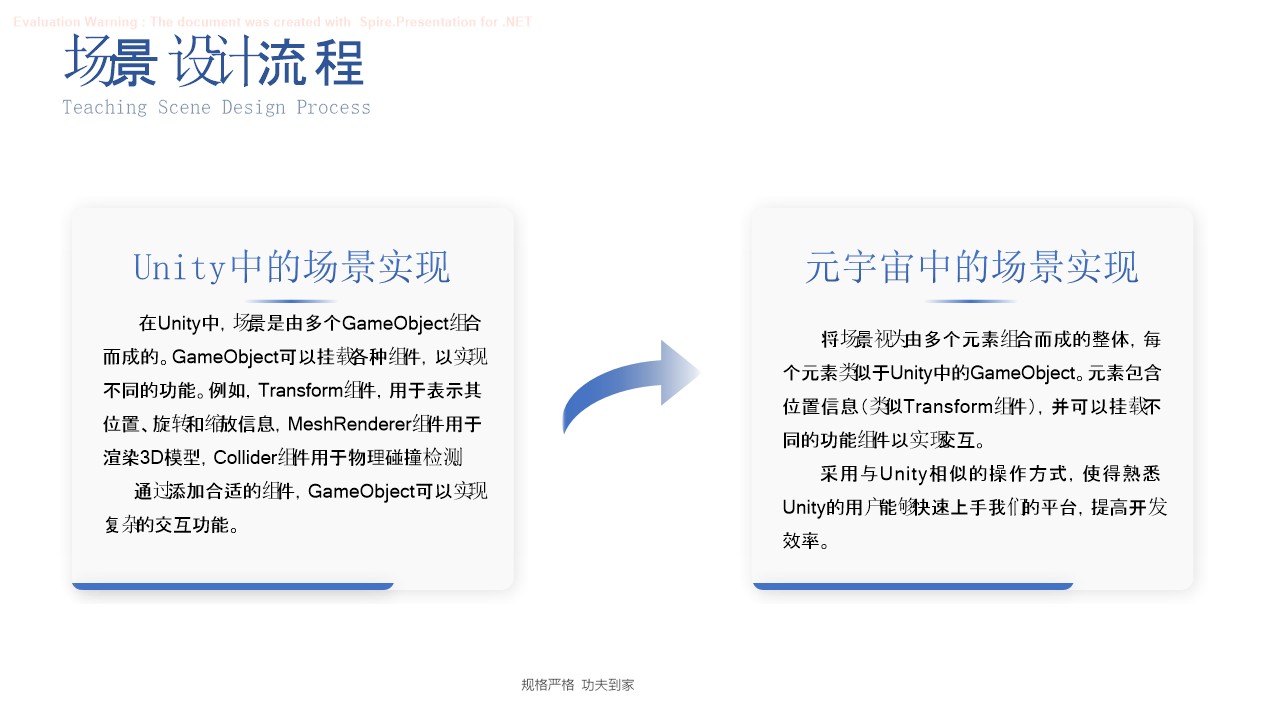 Evaluation Warning : The document was created with Spire.Presentation for .NET
场景设计流程
Teaching Scene Design Process
Unity中的场景实现
在Unity中，场景是由多个GameObject组合
而成的。GameObject可以挂载各种组件，以实现
不同的功能。例如，Transform组件，用于表示其
位置、旋转和缩放信息，MeshRenderer组件用于
渲染3D模型，Collider组件用于物理碰撞检测
通过添加合适的组件，GameObject可以实现
复杂的交互功能。
元宇宙中的场景实现
将场景视为由多个元素组合而成的整体，每
个元素类似于Unity中的GameObject。元素包含
位置信息（类似Transform组件），并可以挂载不
同的功能组件以实现交互。
采用与Unity相似的操作方式，使得熟悉
Unity的用户能够快速上手我们的平台，提高开发
效率。
规格严格 功夫到家